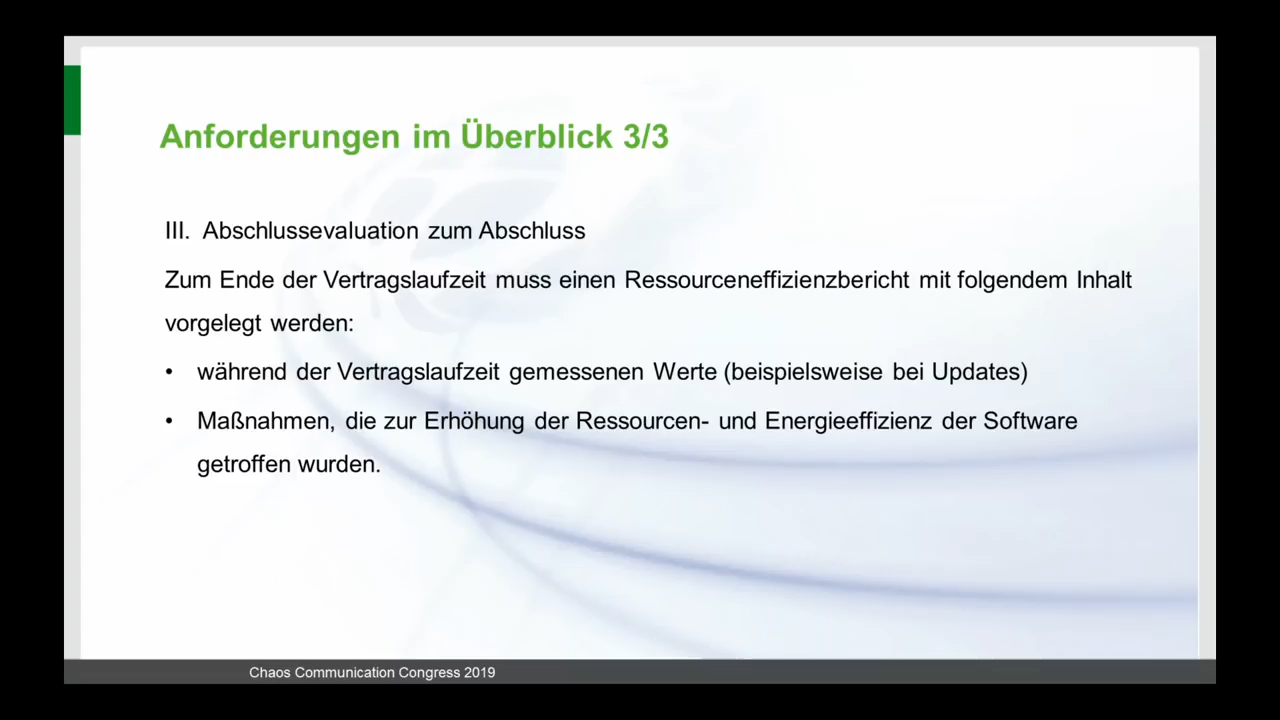 Anforderungen im Überblick 3/3
III. Abschlussevaluation zum Abschluss
Zum Ende der Vertragslaufzeit muss einen Ressourceneffizienzbericht mit folgendem Inhalt
vorgelegt werden:
• während der Vertragslaufzeit gemessenen Werte (beispielsweise bei Updates)
• Maßnahmen, die zur Erhöhung der Ressourcen- und Energieeffizienz der Software
getroffen wurden.
Chaos Communication Congress 2019